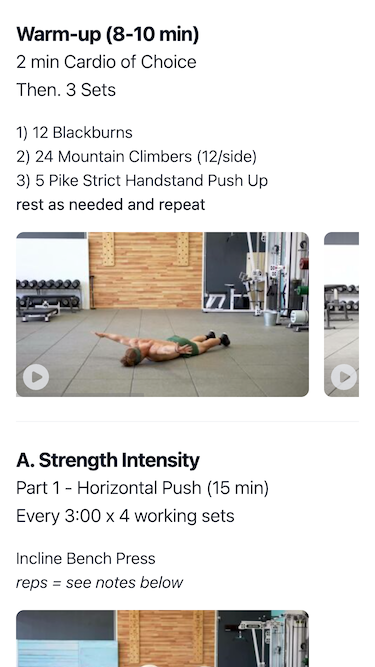 Warm-up (8-10 min)
2 min Cardio of Choice
Then. 3 Sets
1) 12 Blackburns
2) 24 Mountain Climbers (12/side)
3) 5 Pike Strict Handstand Push Up
rest as needed and repeat
A. Strength Intensity
Part 1 - Horizontal Push (15 min)
Every 3:00 x 4 working sets
Incline Bench Press
reps = see notes below